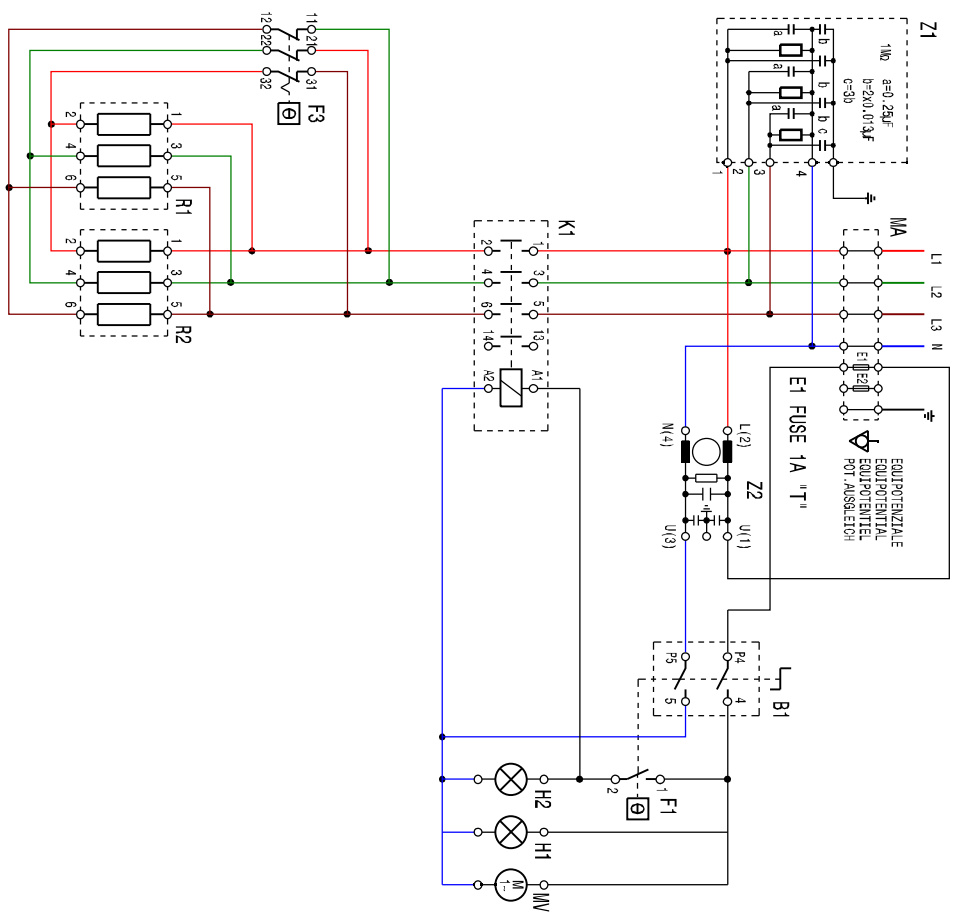 Z1
1MΩ
a=0.25µF
b=2x0.013µF
c=3b
a
b
a
b
a
b
c
1
2
3
4
12
11
22
21
32
31
F3
θ
2
1
4
3
6
5
R1
2
1
4
3
6
5
R2
K1
2
1
4
3
6
5
14
13
A2
A1
MA
L1
L2
L3
N
E1
E2
E1 FUSE 1A "T"
EQUIPOTENZIALE
EQUIPOTENTIAL
EQUIPOTENTIEL
POT.AUSGLEICH
N(4)
L(2)
Z2
U(3)
U(1)
P5
P4
5
4
B1
2
1
F1
θ
H2
H1
M
1~
MV